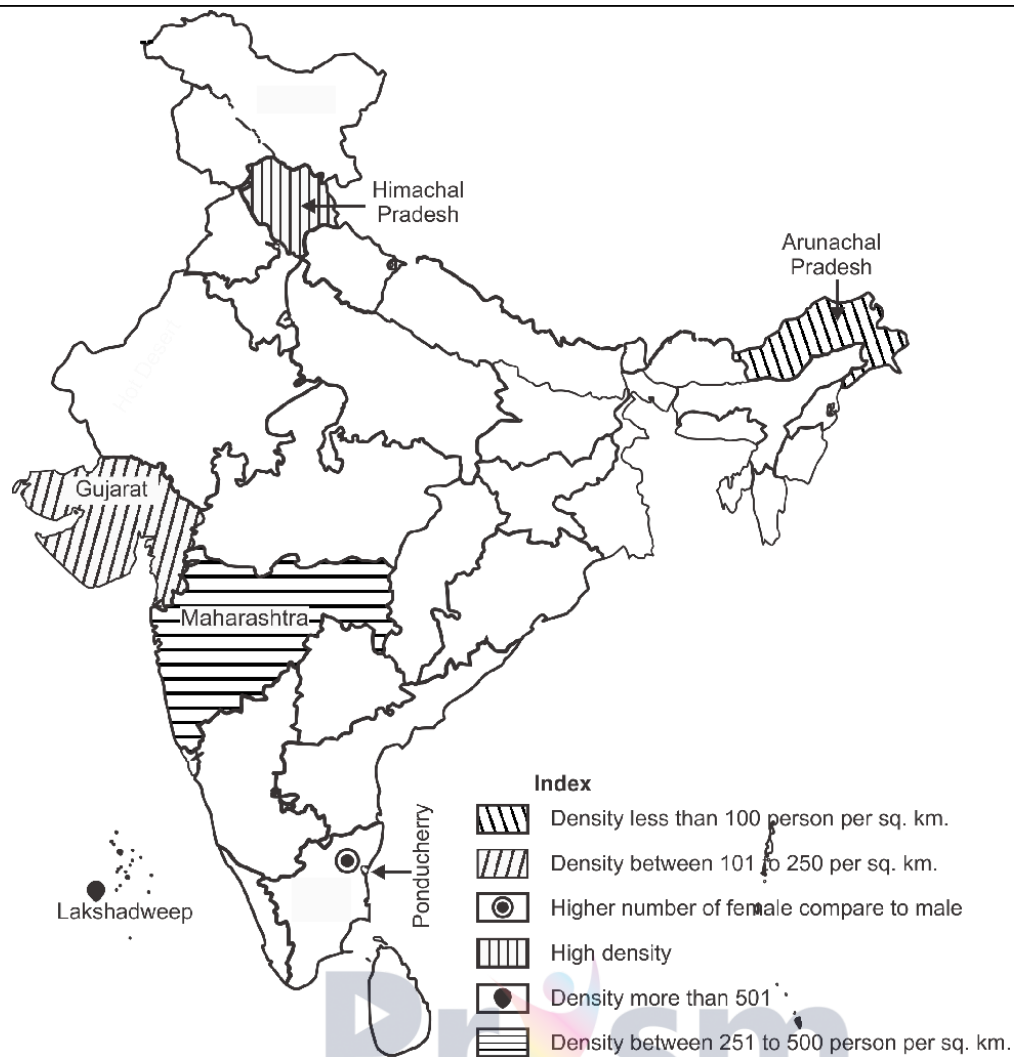 Himachal
Pradesh
Arunachal
Pradesh
Gujarat
Maharashtra
Lakshadweep
Ponducherry
Index
Density less than 100 person per sq. km.
Density between 101 to 250 per sq. km.
Higher number of female compare to male
High density
Density more than 501
Density between 251 to 500 person per sq. km.